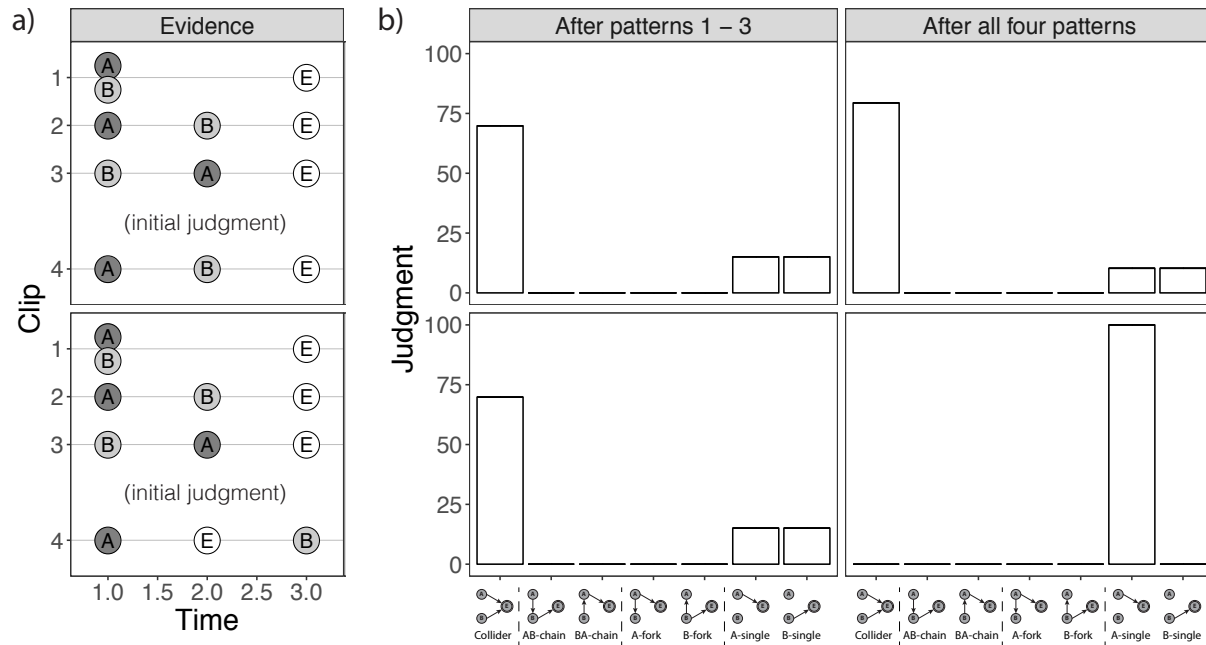 a)
Evidence
Clip
1
A
B
E
2
A
B
E
3
B
A
E
(initial judgment)
4
A
B
E
1
A
B
E
2
A
B
E
3
B
A
E
(initial judgment)
4
A
E
B
1.0 1.5 2.0 2.5 3.0
Time
b)
After patterns 1 – 3
After all four patterns
Judgment
100
75
50
25
0
100
75
50
25
0
A B E
A B E
A B E
A B E
A B E
A B E
A B E
Collider AB-chain BA-chain A-fork B-fork A-single B-single
A B E
A B E
A B E
A B E
A B E
A B E
A B E
Collider AB-chain BA-chain A-fork B-fork A-single B-single